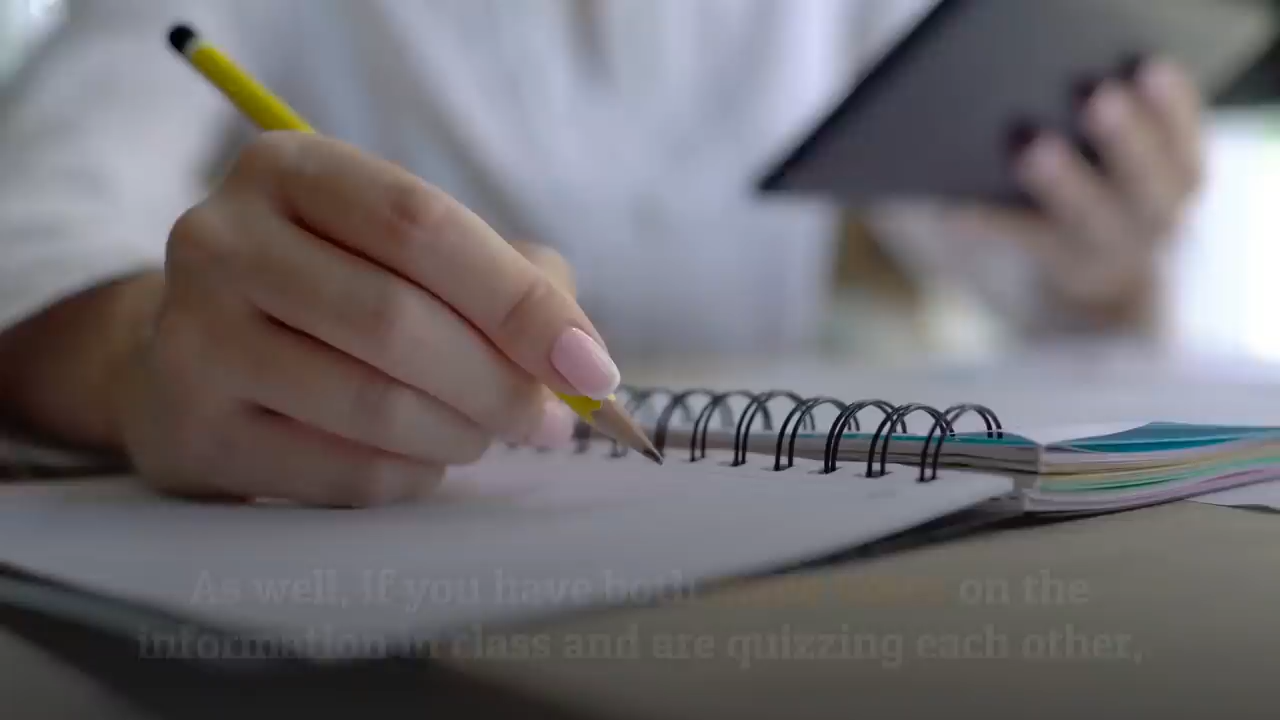 As well, if you have both on the
information in class and are quizzing each other,